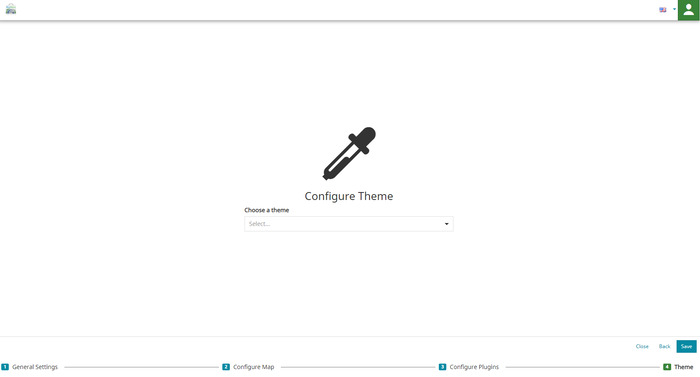 Configure Theme
Choose a theme
Select...
Close Back Save
1 General Settings 2 Configure Map 3 Configure Plugins 4 Theme